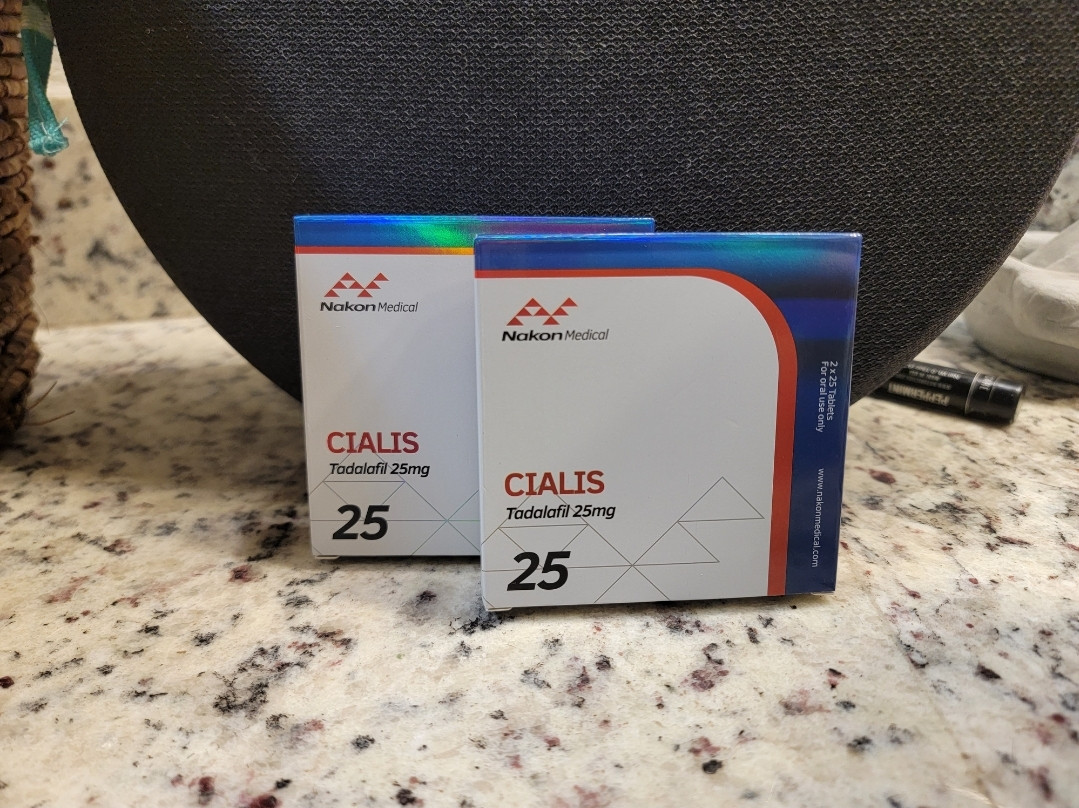 Nakon Medical
CIALIS
Tadalafil 25mg
25
Nakon Medical
CIALIS
Tadalafil 25mg
25
2 x 25 Tablets
For oral use only
www.nakonmedical.com
PEPPERMINT